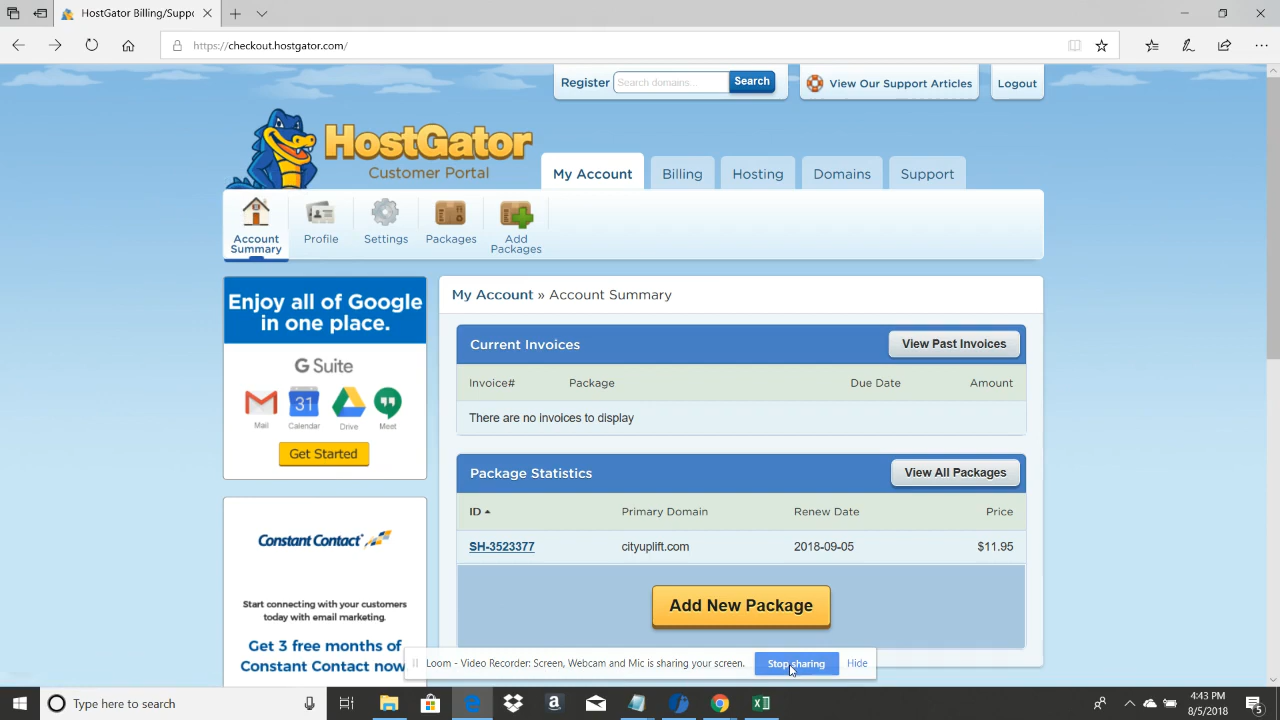 HostGator Billing/Suppo
https://checkout.hostgator.com/
Register Search domains... Search
View Our Support Articles
Logout
HostGator
Customer Portal
My Account
Billing
Hosting
Domains
Support
Account
Summary
Profile
Settings
Packages
Add
Packages
Enjoy all of Google
in one place.
G Suite
31
Mail
Calendar
Drive
Meet
Get Started
Constant Contact
Start connecting with your customers
today with email marketing.
Get 3 free months of
Constant Contact now
My Account » Account Summary
Current Invoices
View Past Invoices
Invoice# Package Due Date Amount
There are no invoices to display
Package Statistics
View All Packages
ID Primary Domain Renew Date Price
SH-3523377 cityuplift.com 2018-09-05 $11.95
Add New Package
Loom - Video Recorder: Screen, Webcam and Mic is sharing your screen. Stop sharing Hide
Type here to search
4:43 PM
8/5/2018
5